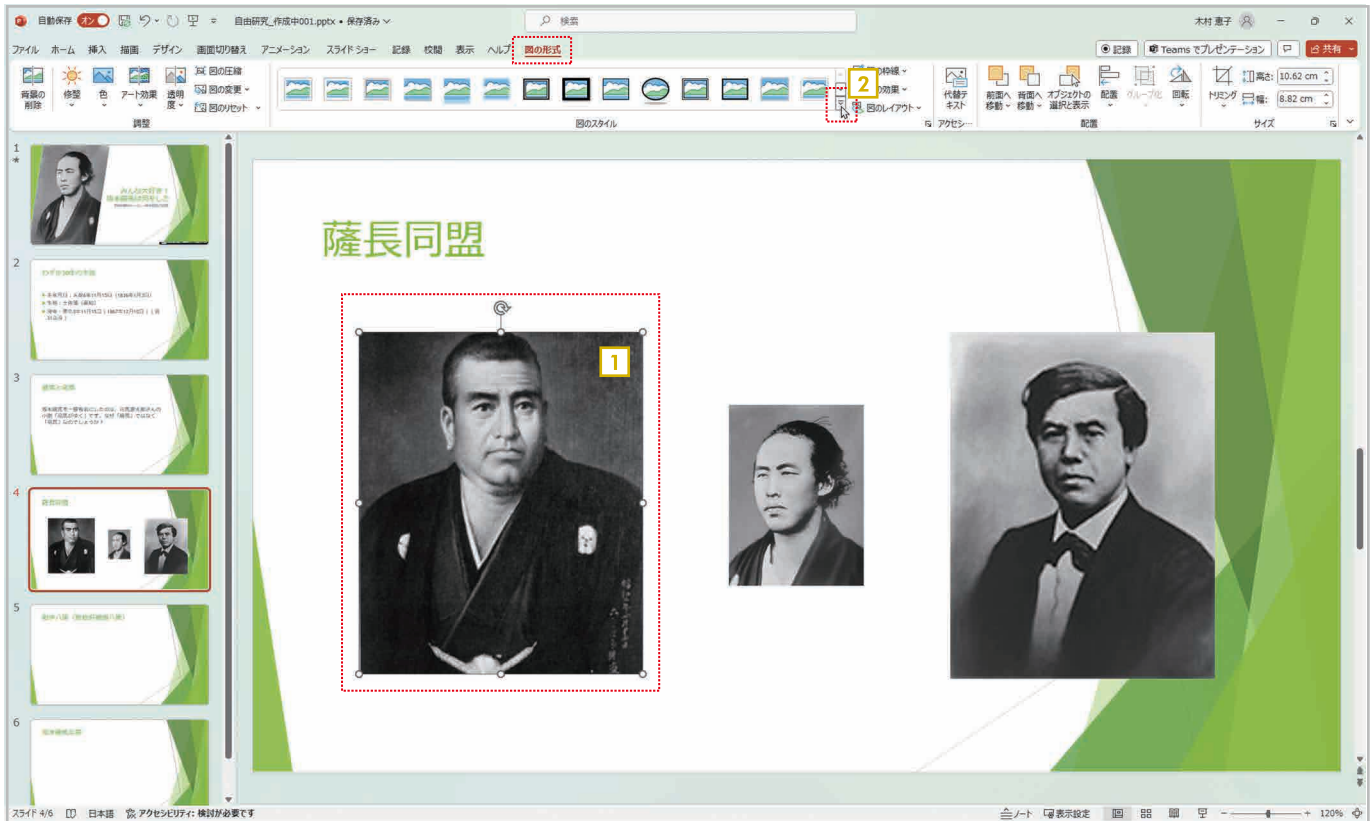 自動保存 オン 自由研究_作成中001.pptx • 保存済み 検索 木村 恵子
ファイル ホーム 挿入 描画 デザイン 画面切り替え アニメーション スライド ショー 記録 校閲 表示 ヘルプ 図の形式 記録 Teams でプレゼンテーション 共有
背景の削除 修整 色 アート効果 透明度 図の圧縮 図の変更 図のリセット
調整
図のスタイル
2
の枠線
の効果
図のレイアウト
代替テキスト
アクセシ…
前面へ移動 背面へ移動 オブジェクトの選択と表示 配置 グループ化 回転
配置
トリミング 高さ: 10.62 cm
幅: 8.82 cm
サイズ
1
みんな大好き!
2
3
4
薩長同盟
5
6
薩長同盟
1
スライド 4/6 日本語 アクセシビリティ: 検討が必要です ノート 表示設定 120%